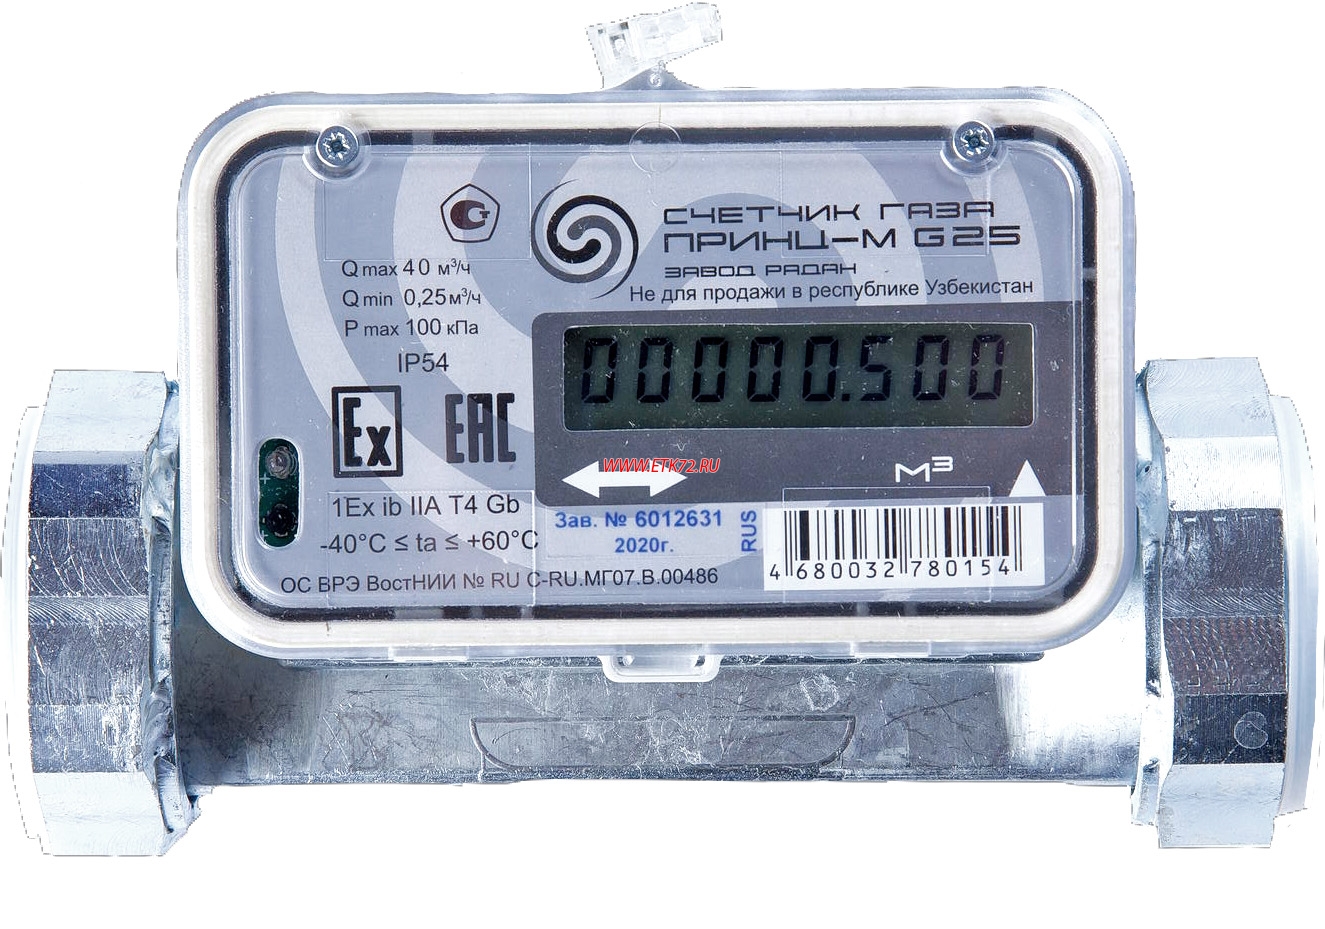 СЧЕТЧИК ГАЗА
ПРИНЦ-М G25
ЗАВОД РАДАН
Не для продажи в республике Узбекистан
Q max 40 м³/ч
Q min 0,25 м³/ч
P max 100 кПа
IP54
Ex EAC
00000.500
WWW.ETK72.RU
м³
1Ex ib IIA T4 Gb
-40°C ≤ ta ≤ +60°C
Зав. № 6012631
2020г.
RUS
4 680032 780154
ОС ВРЭ ВостНИИ № RU C-RU.МГ07.В.00486